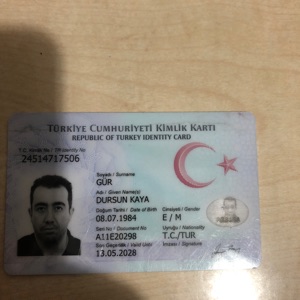 TÜRKİYE CUMHURİYETİ KİMLİK KARTI
REPUBLIC OF TURKEY IDENTITY CARD
T.C. Kimlik No / TR Identity No
24514717506
Soyadı / Surname
GÜR
Adı / Given Name(s)
DURSUN KAYA
Doğum Tarihi / Date of Birth Cinsiyeti / Gender
08.07.1984 E / M
Seri No / Document No Uyruğu / Nationality
A11E20298 T.C./TUR
Son Geçerlilik / Valid Until İmzası / Signature
13.05.2028